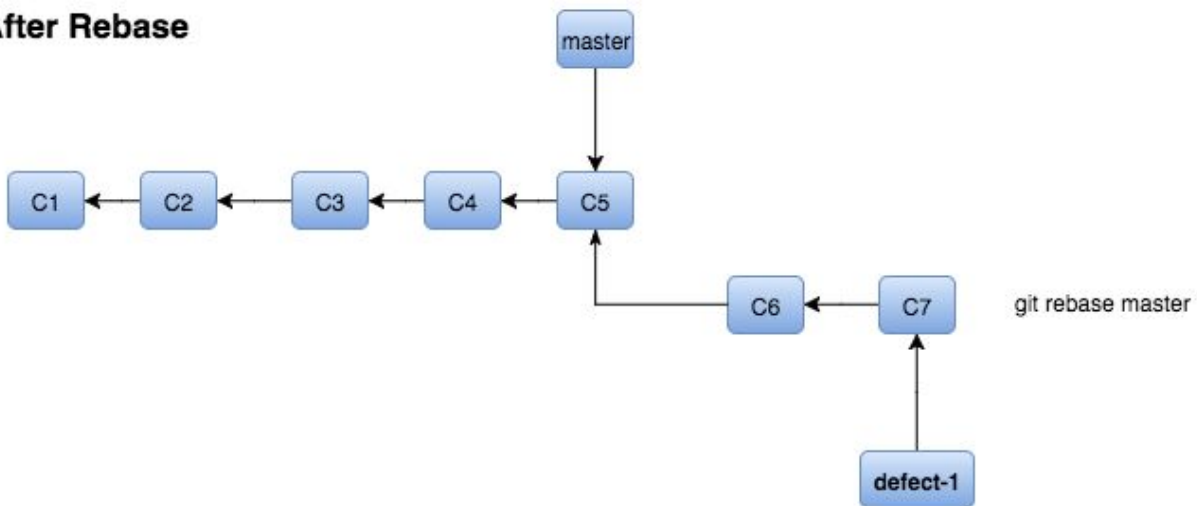 After Rebase
master
C1 C2 C3 C4 C5
C6 C7 git rebase master
defect-1